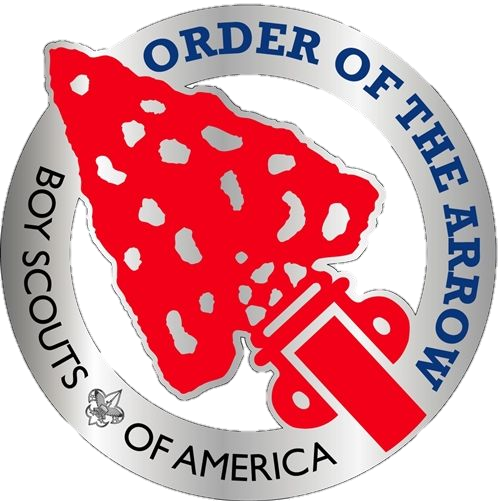 ORDER OF THE ARROW
BOY SCOUTS OF AMERICA